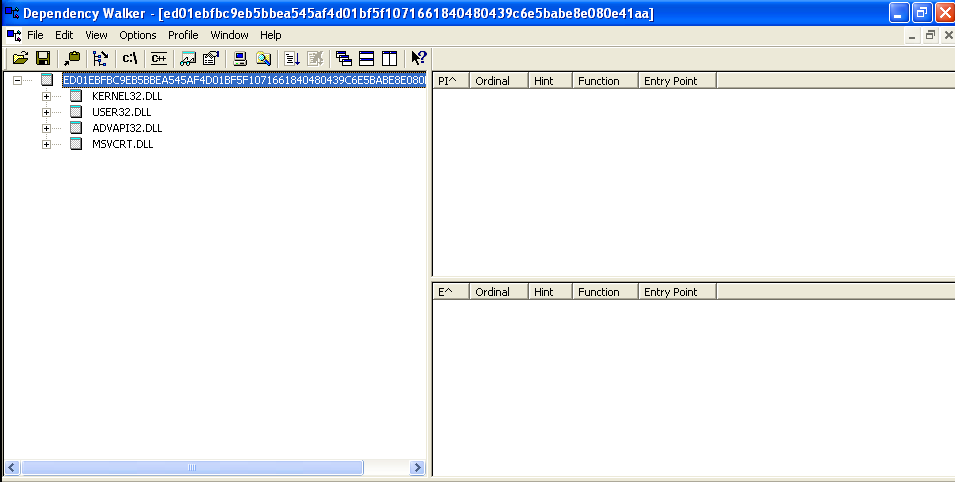 Dependency Walker - [ed01ebfbc9eb5bbea545af4d01bf5f1071661840480439c6e5babe8e080e41aa]
File Edit View Options Profile Window Help
C:\ C++
ED01EBFBC9EB5BBEA545AF4D01BF5F1071661840480439C6E5BABE8E080
KERNEL32.DLL
USER32.DLL
ADVAPI32.DLL
MSVCRT.DLL
PI^ Ordinal Hint Function Entry Point
E^ Ordinal Hint Function Entry Point